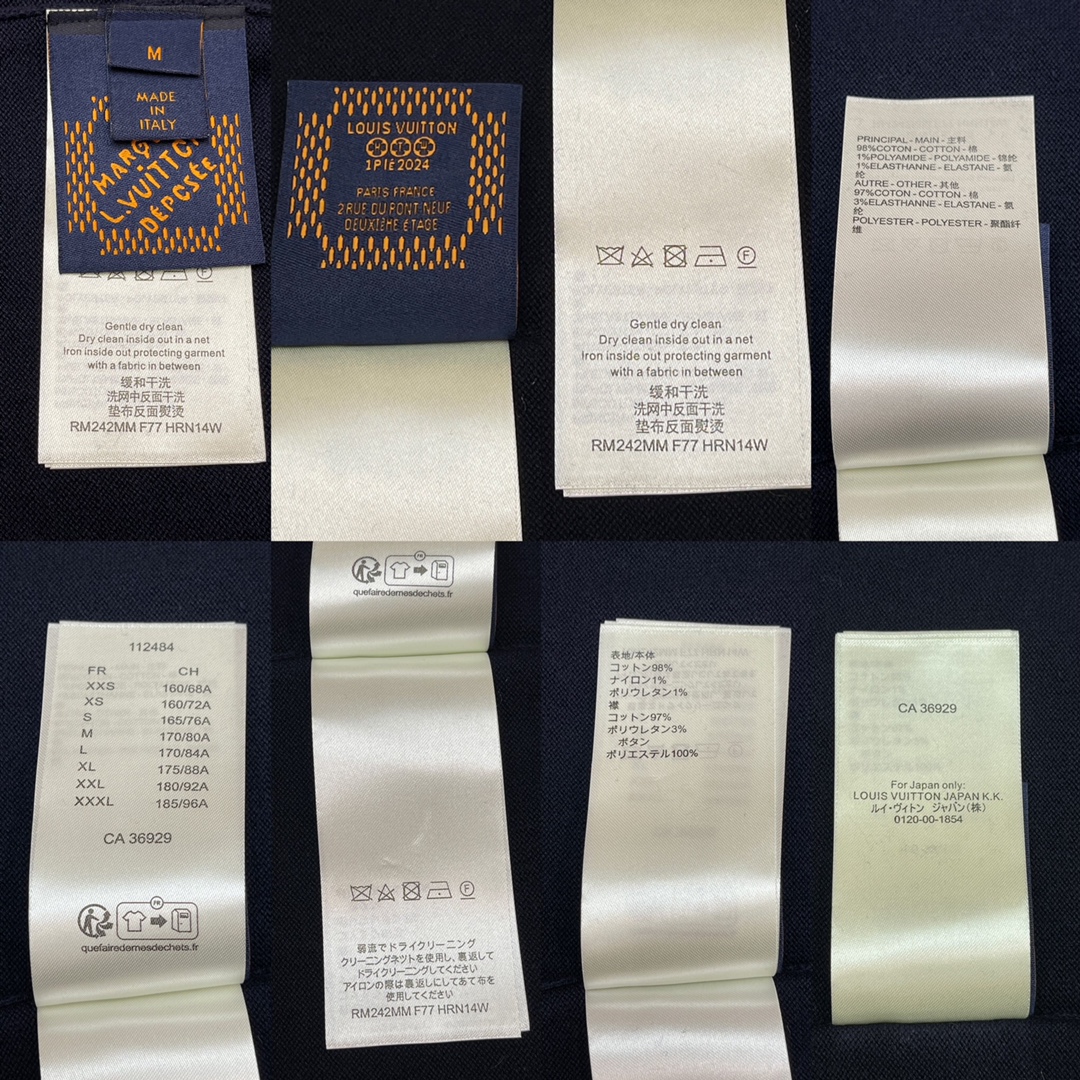 M
MADE
IN
ITALY
MARQUE
L.VUITTON
DÉPOSÉE
Gentle dry clean
Dry clean inside out in a net
Iron inside out protecting garment
with a fabric in between
缓和干洗
洗网中反面干洗
垫布反面熨烫
RM242MM F77 HRN14W
LOUIS VUITTON
1PIE2024
PARIS FRANCE
2 RUE DU PONT-NEUF
DEUXIÈME ÉTAGE
F
Gentle dry clean
Dry clean inside out in a net
Iron inside out protecting garment
with a fabric in between
缓和干洗
洗网中反面干洗
垫布反面熨烫
RM242MM F77 HRN14W
PRINCIPAL - MAIN - 主料
98%COTON - COTTON - 棉
1%POLYAMIDE - POLYAMIDE - 锦纶
1%ELASTHANNE - ELASTANE - 氨
纶
AUTRE - OTHER - 其他
97%COTON - COTTON - 棉
3%ELASTHANNE - ELASTANE - 氨
纶
POLYESTER - POLYESTER - 聚酯纤
维
112484
FR CH
XXS 160/68A
XS 160/72A
S 165/76A
M 170/80A
L 170/84A
XL 175/88A
XXL 180/92A
XXXL 185/96A
CA 36929
FR
quefairedemesdechets.fr
FR
quefairedemesdechets.fr
F
弱流でドライクリーニング
クリーニングネツトを使用し、裏返して
ドライクリーニングしてください
アイロンの際は裏返しにしてあて布を
使用してください
RM242MM F77 HRN14W
表地/本体
コットン98%
ナイロン1%
ポリウレタン1%
襟
コットン97%
ポリウレタン3%
ボタン
ポリエステル100%
CA 36929
For Japan only:
LOUIS VUITTON JAPAN K.K.
ルイ・ヴィトン ジャパン(株)
0120-00-1854